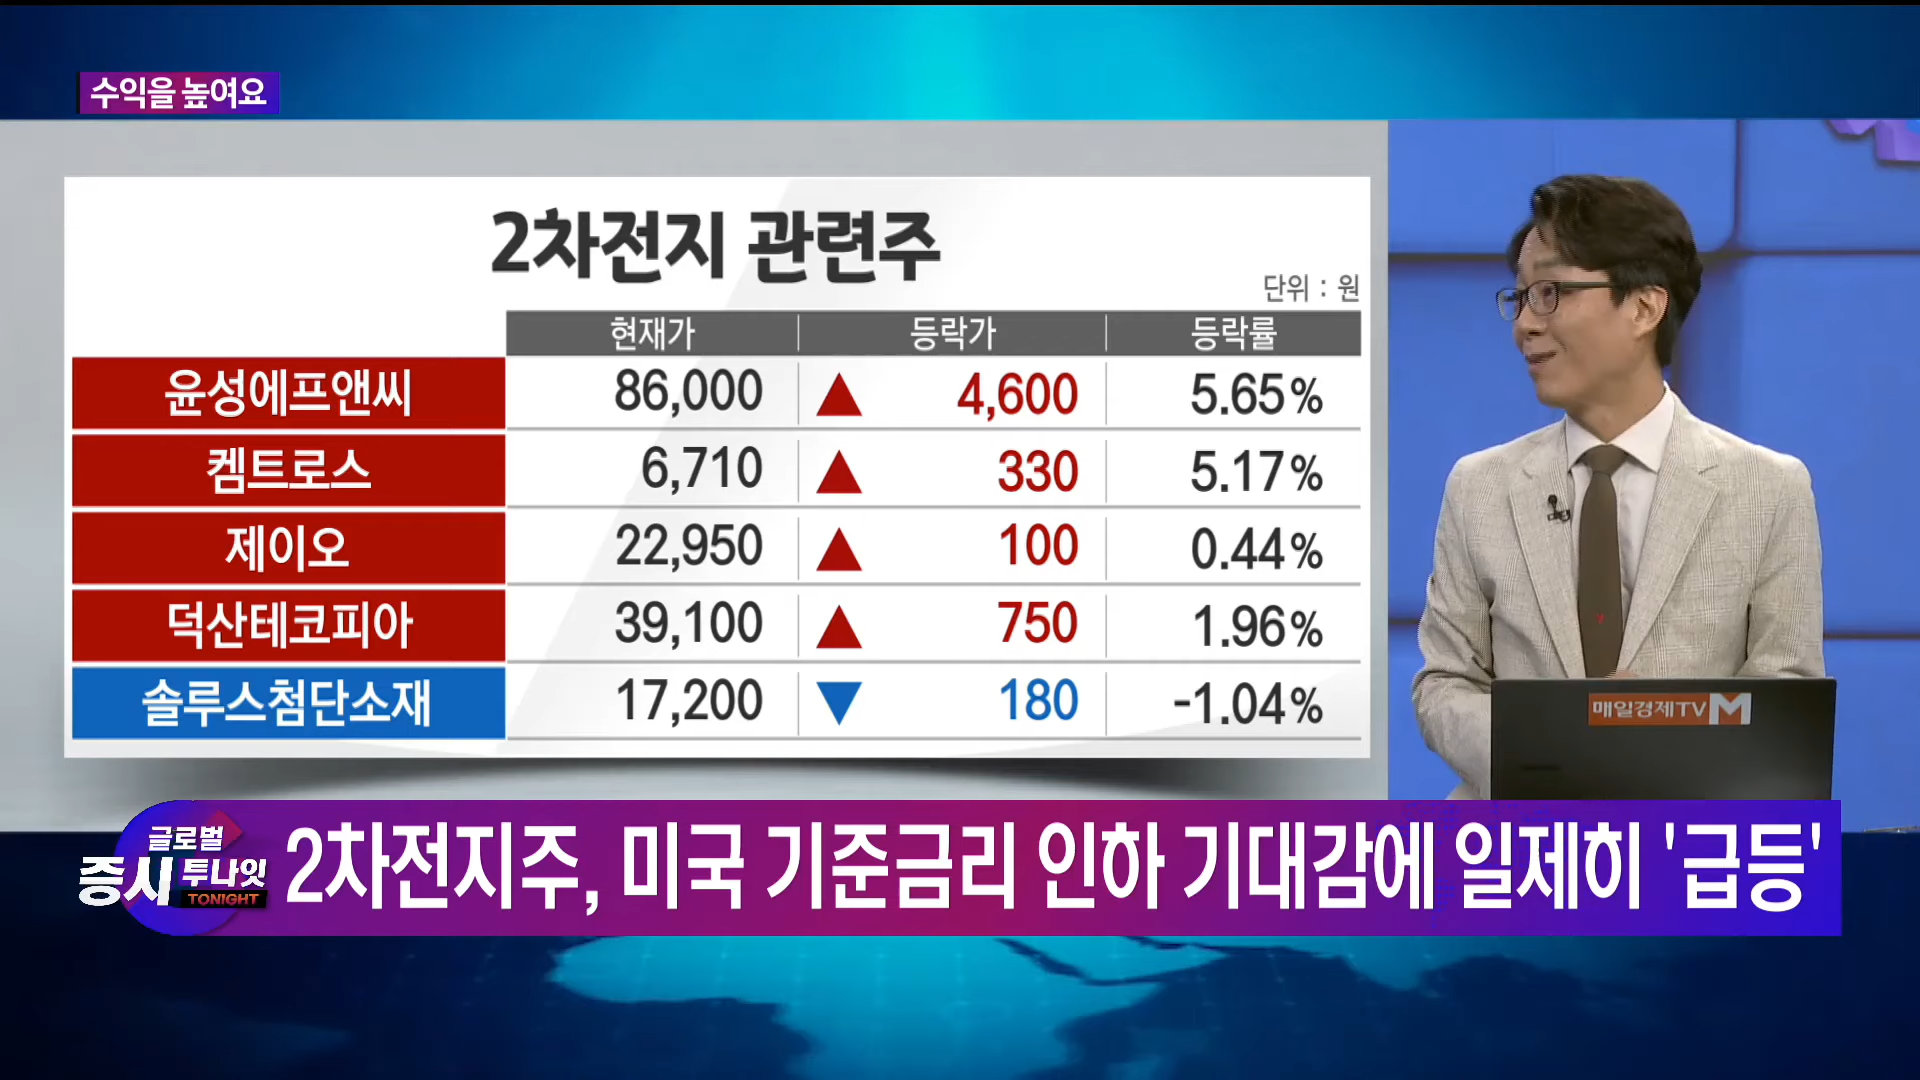 수익을 높여요
2차전지 관련주
단위 : 원
현재가 등락가 등락률
윤성에프앤씨 86,000 ▲ 4,600 5.65%
켐트로스 6,710 ▲ 330 5.17%
제이오 22,950 ▲ 100 0.44%
덕산테코피아 39,100 ▲ 750 1.96%
솔루스첨단소재 17,200 ▼ 180 -1.04%
매일경제TV M
글로벌
증시 투나잇
TONIGHT
2차전지주, 미국 기준금리 인하 기대감에 일제히 '급등'